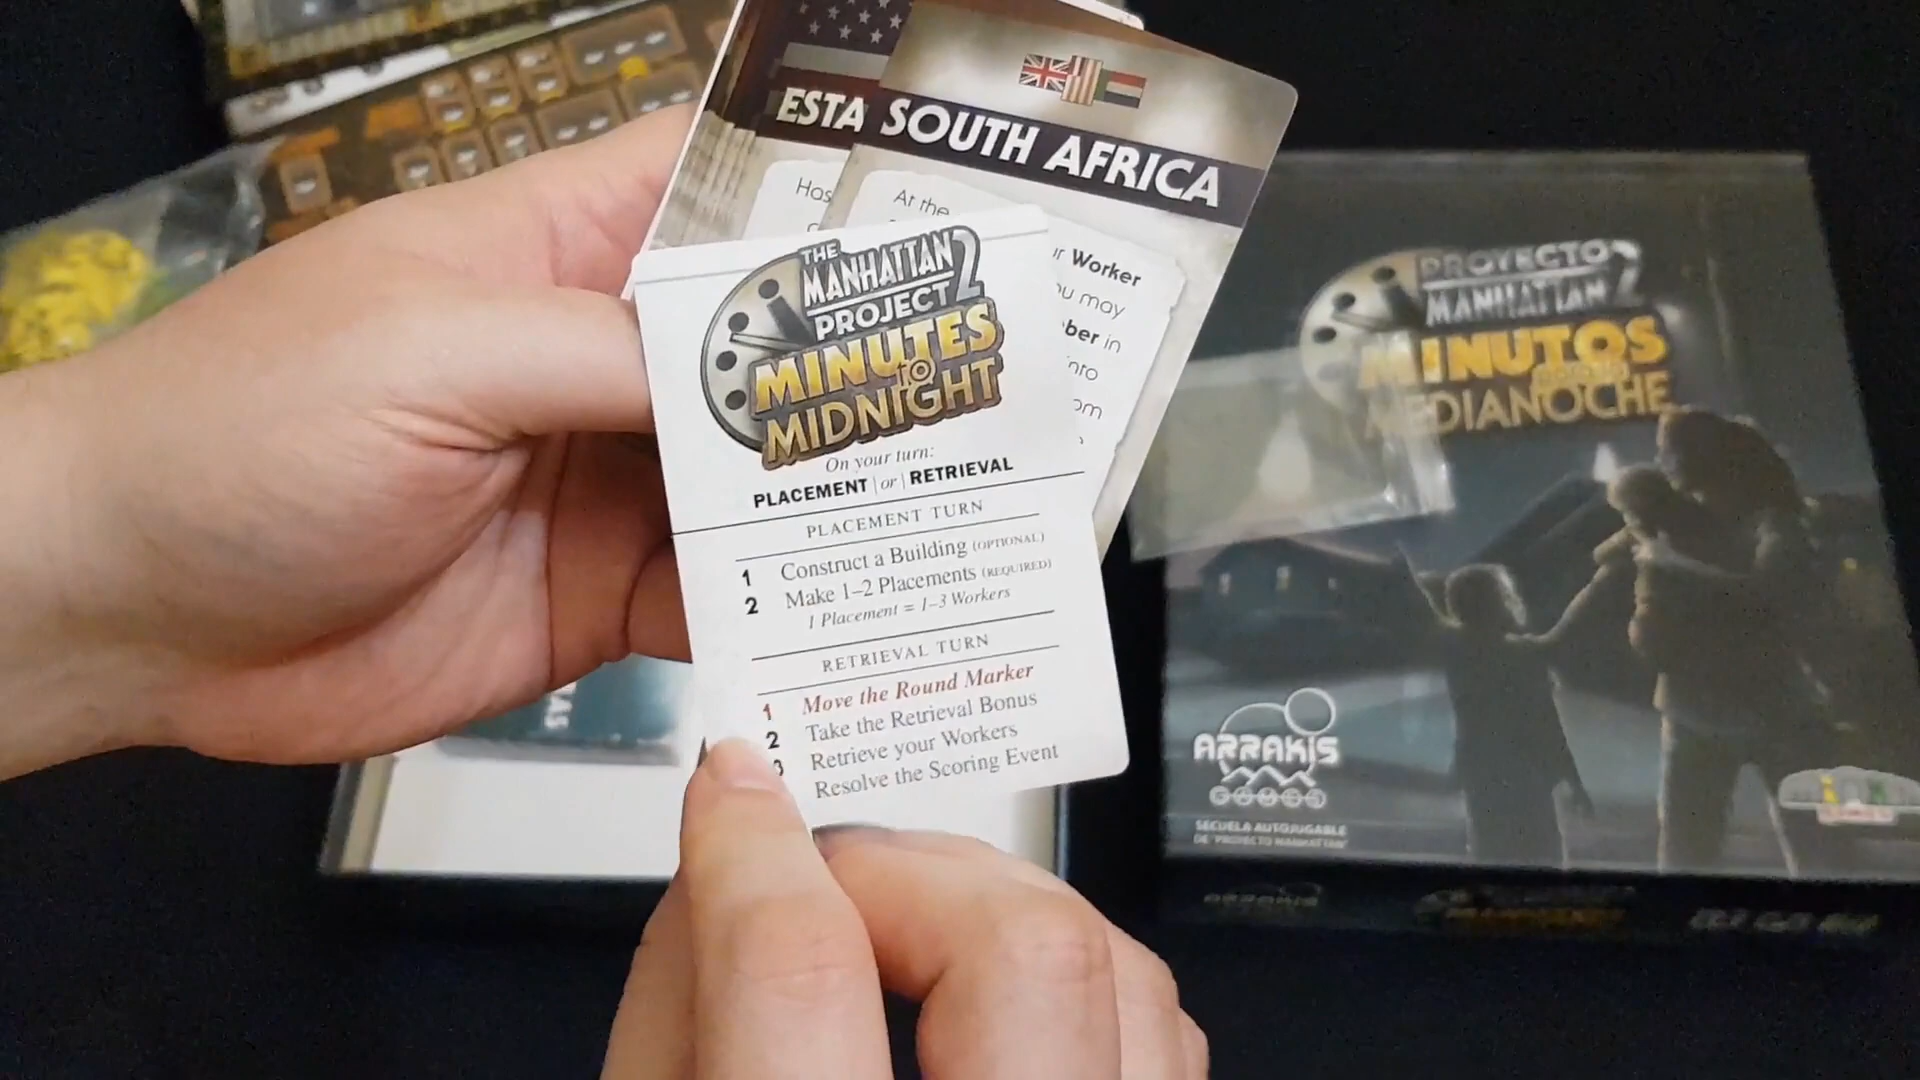 ESTA
SOUTH AFRICA
Hos
At the
Worker
u may
ber in
nto
om
THE
MANHATTAN
PROJECT 2
MINUTES
TO
MIDNIGHT
On your turn:
PLACEMENT | or | RETRIEVAL
PLACEMENT TURN
1 Construct a Building (OPTIONAL)
2 Make 1–2 Placements (REQUIRED)
1 Placement = 1–3 Workers
RETRIEVAL TURN
1 Move the Round Marker
2 Take the Retrieval Bonus
3 Retrieve your Workers
Resolve the Scoring Event
PROYECTO
MANHATTAN 2
MINUTOS
MEDIANOCHE
ARRAKIS
GAMES
SECUELA AUTOJUGABLE
DE "PROYECTO MANHATTAN"